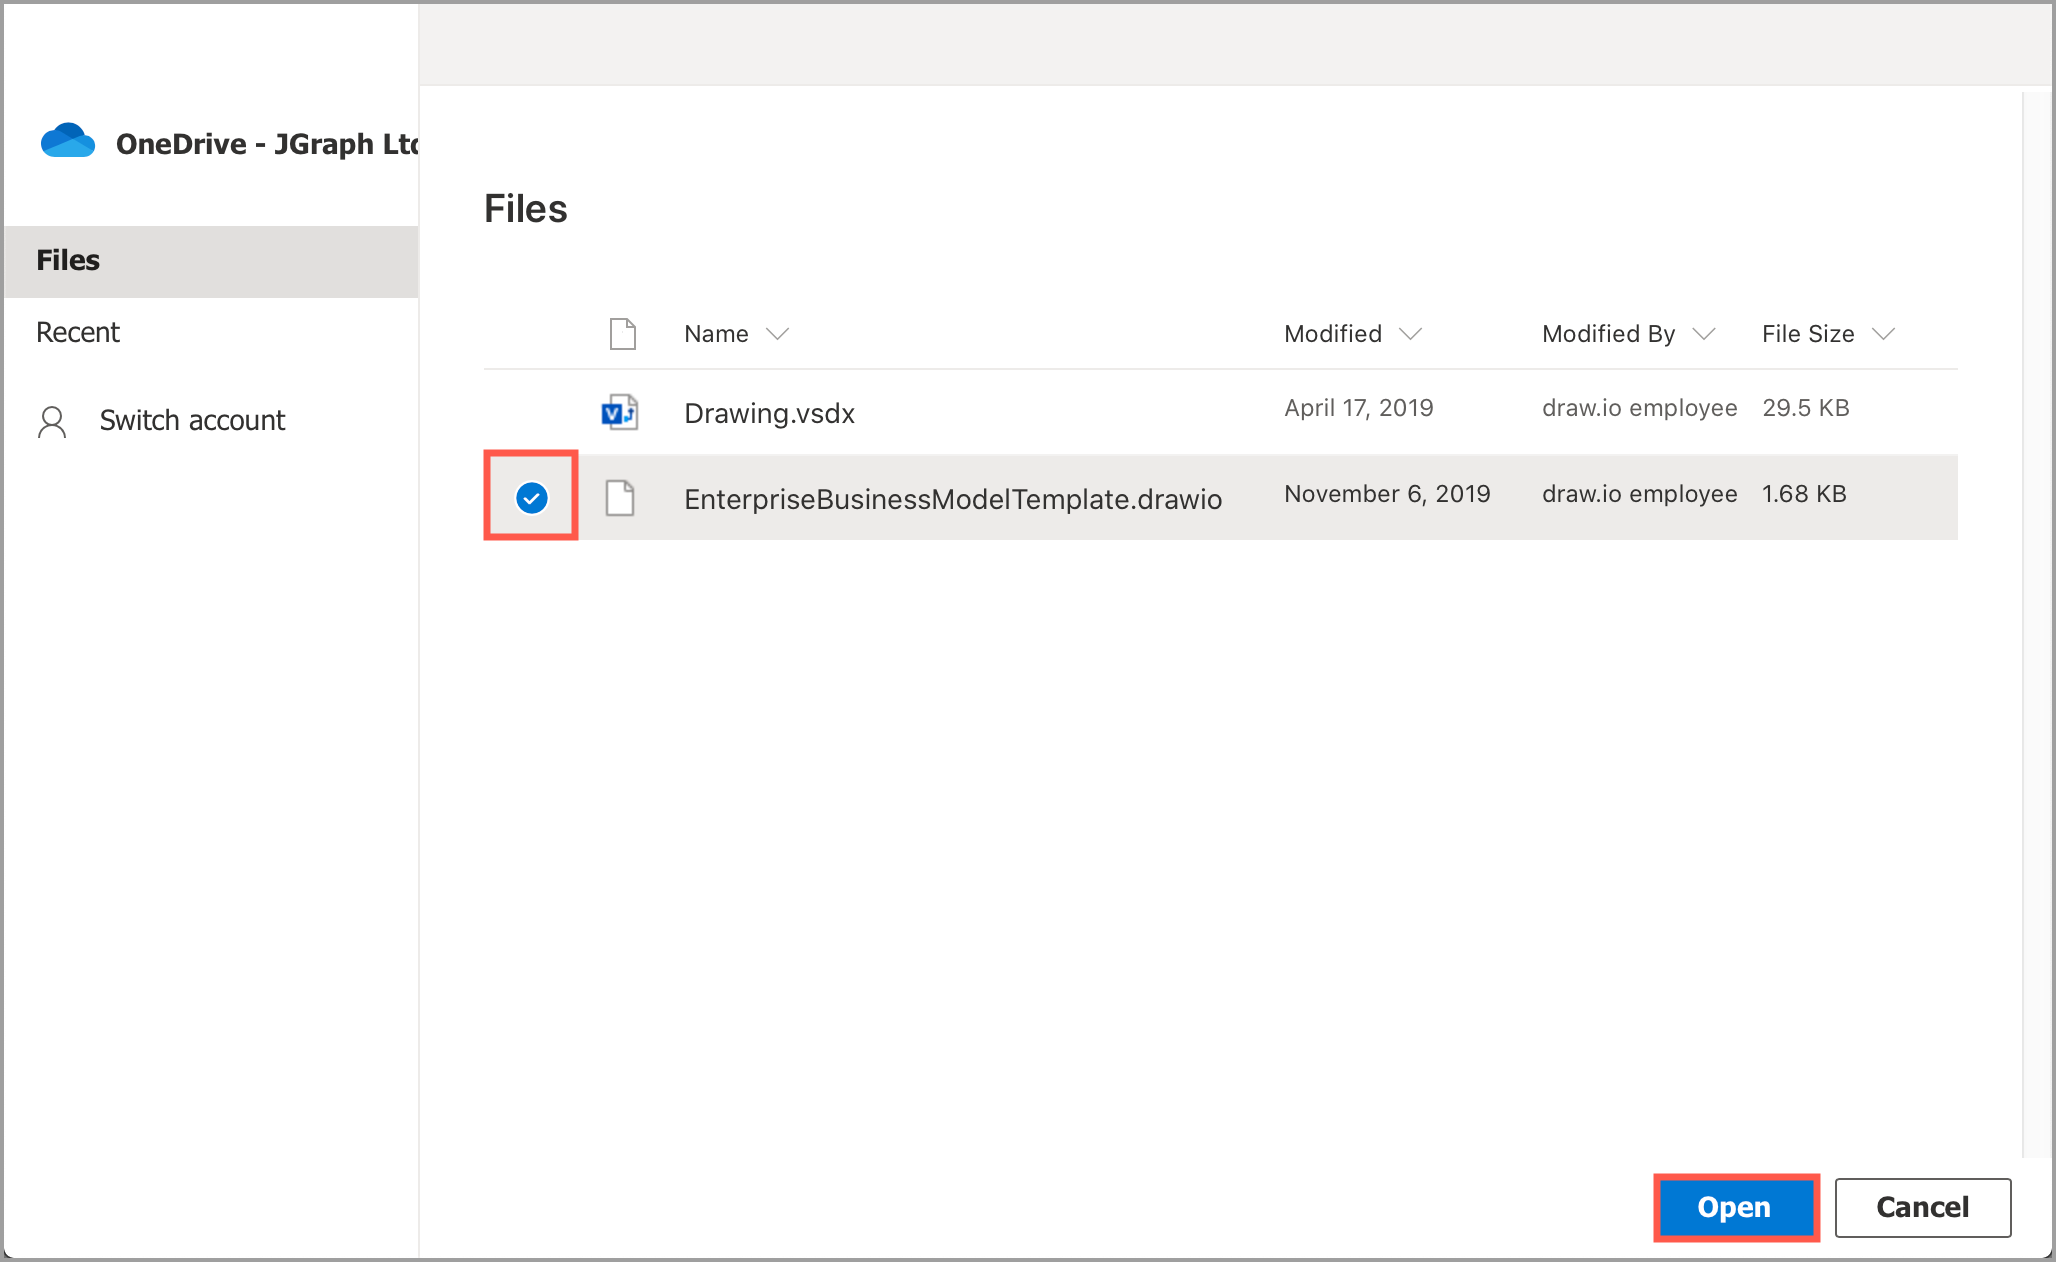 OneDrive - JGraph Ltd
Files
Recent
Switch account
Files
Name Modified Modified By File Size
Drawing.vsdx April 17, 2019 draw.io employee 29.5 KB
EnterpriseBusinessModelTemplate.drawio November 6, 2019 draw.io employee 1.68 KB
Open Cancel